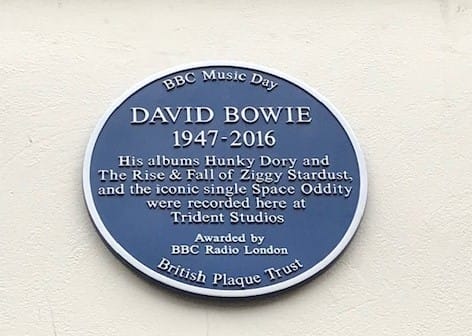 BBC Music Day
DAVID BOWIE
1947-2016
His albums Hunky Dory and
The Rise & Fall of Ziggy Stardust,
and the iconic single Space Oddity
were recorded here at
Trident Studios
Awarded by
BBC Radio London
British Plaque Trust